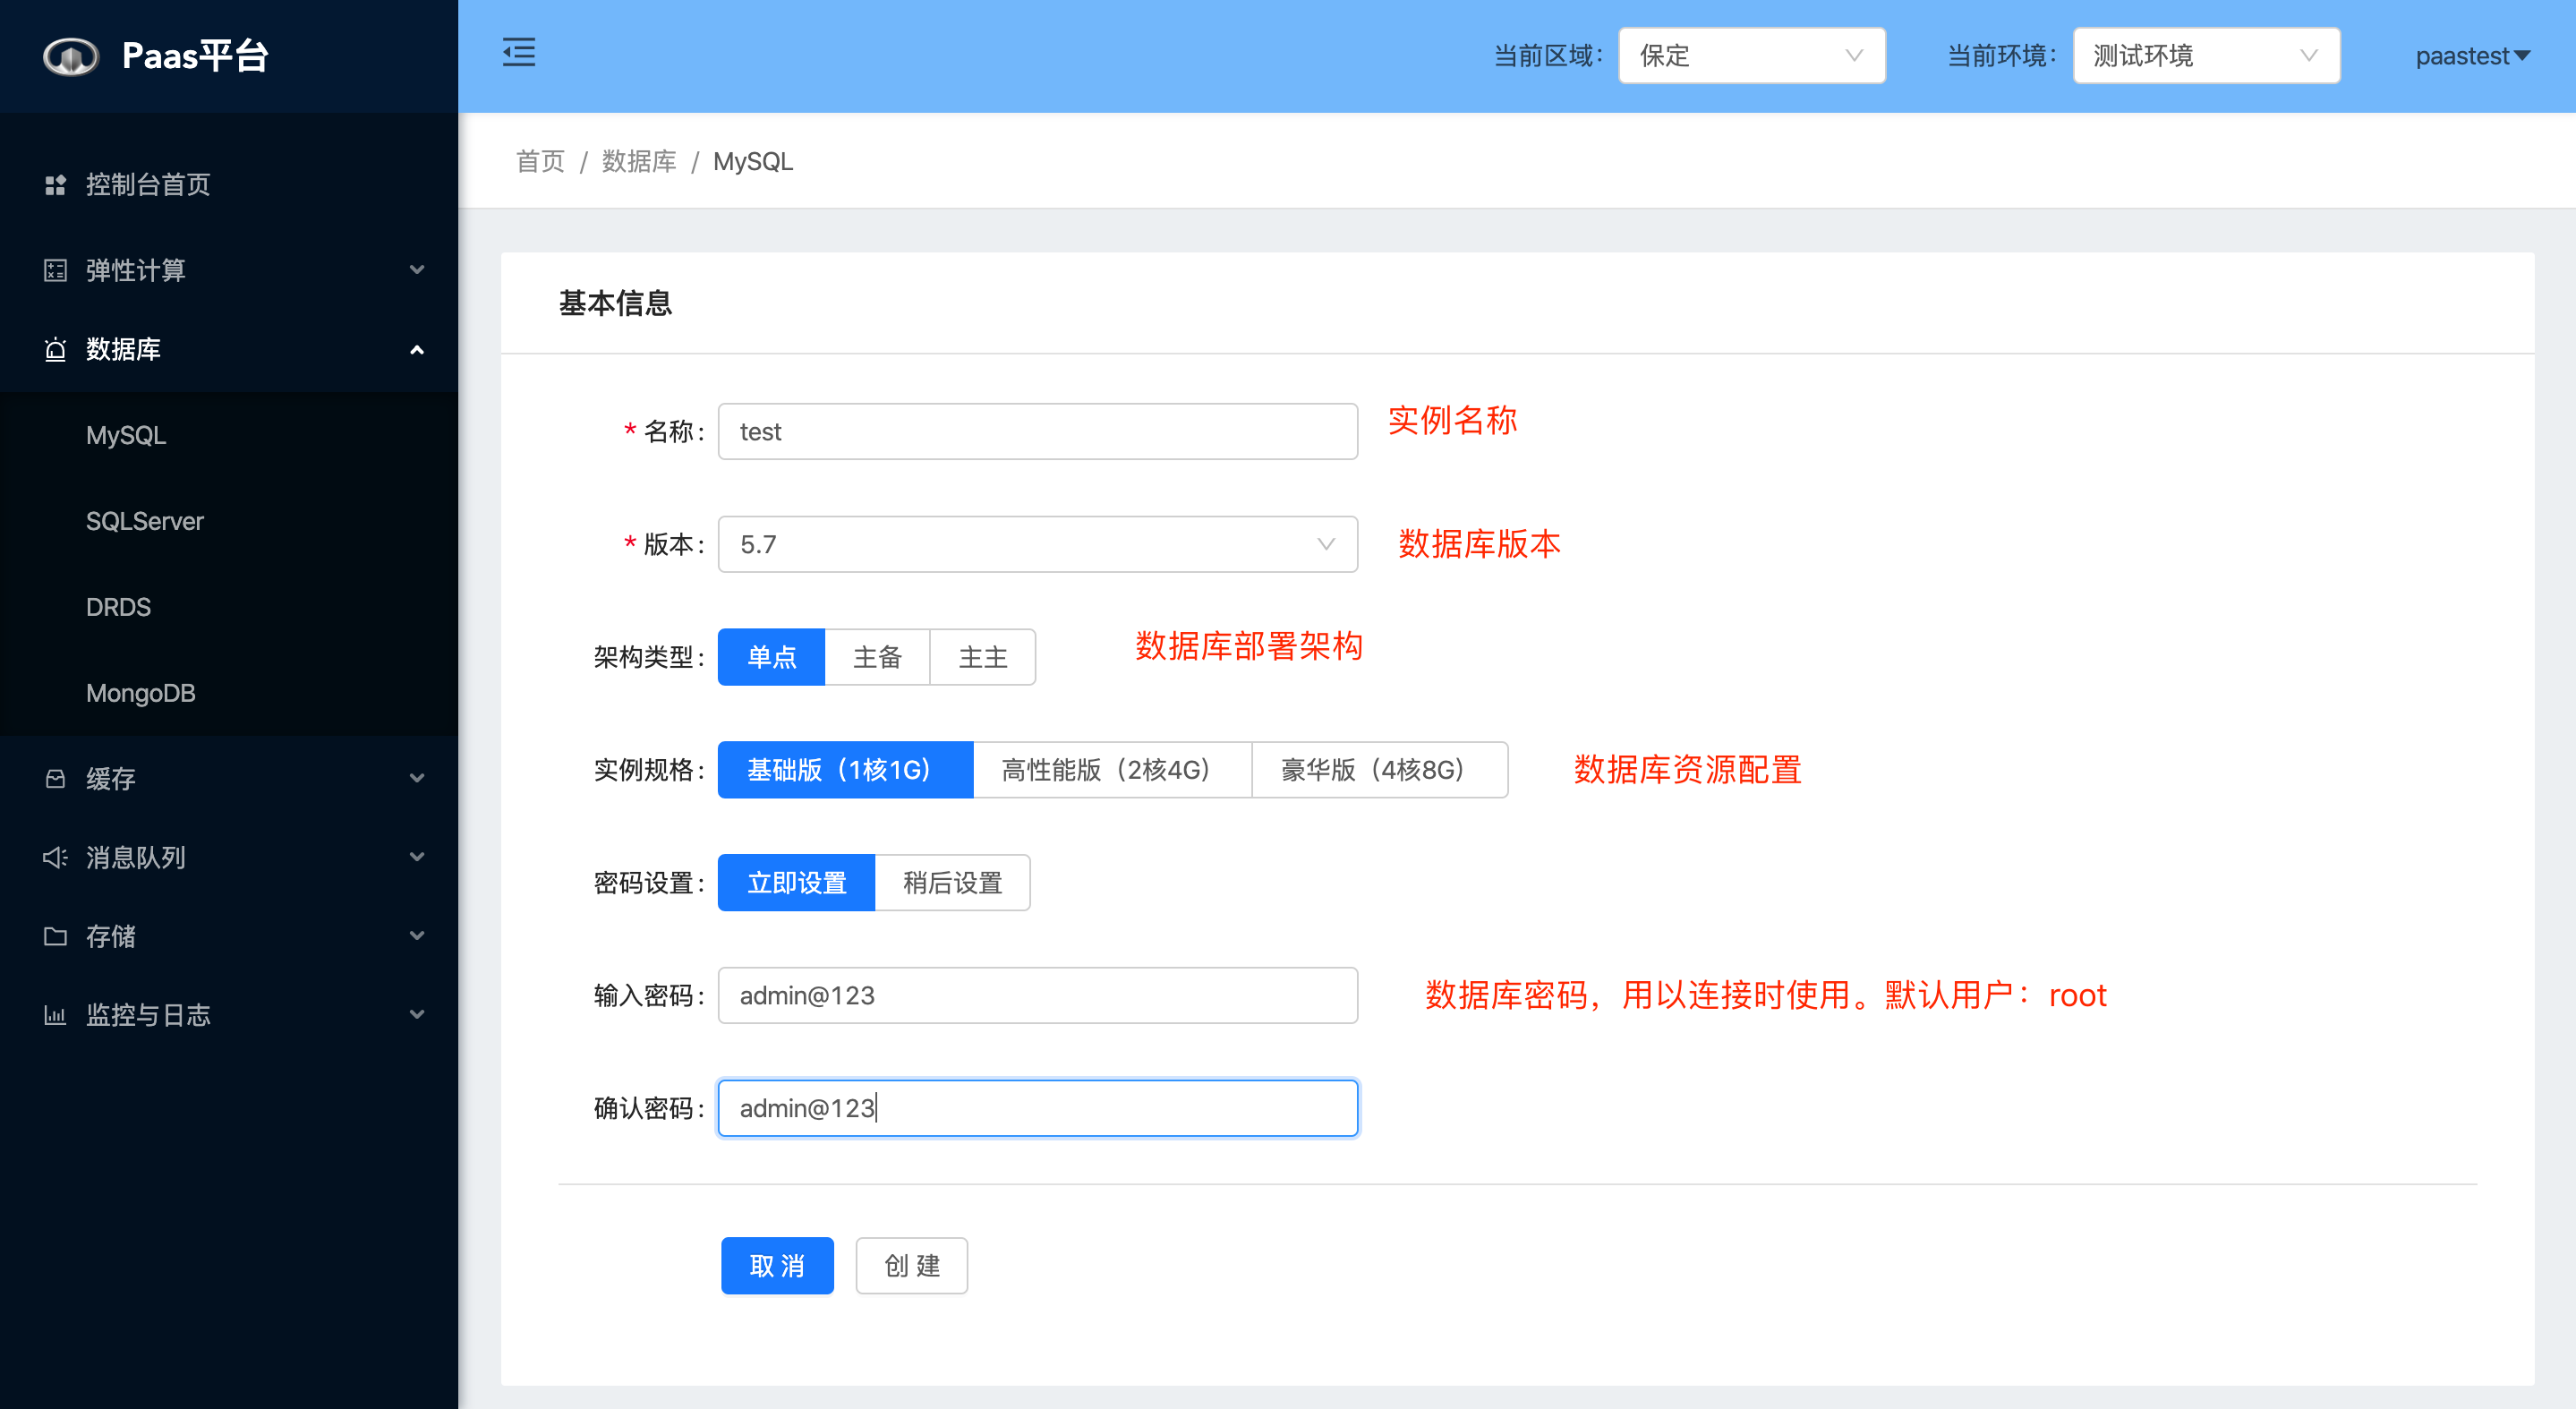 Paas平台
当前区域： 保定 当前环境： 测试环境 paastest
首页 / 数据库 / MySQL
控制台首页
弹性计算
数据库
MySQL
SQLServer
DRDS
MongoDB
缓存
消息队列
存储
监控与日志
基本信息
* 名称： test 实例名称
* 版本： 5.7 数据库版本
架构类型： 单点 主备 主主 数据库部署架构
实例规格： 基础版（1核1G） 高性能版（2核4G） 豪华版（4核8G） 数据库资源配置
密码设置： 立即设置 稍后设置
输入密码： admin@123 数据库密码，用以连接时使用。默认用户：root
确认密码： admin@123
取 消 创 建